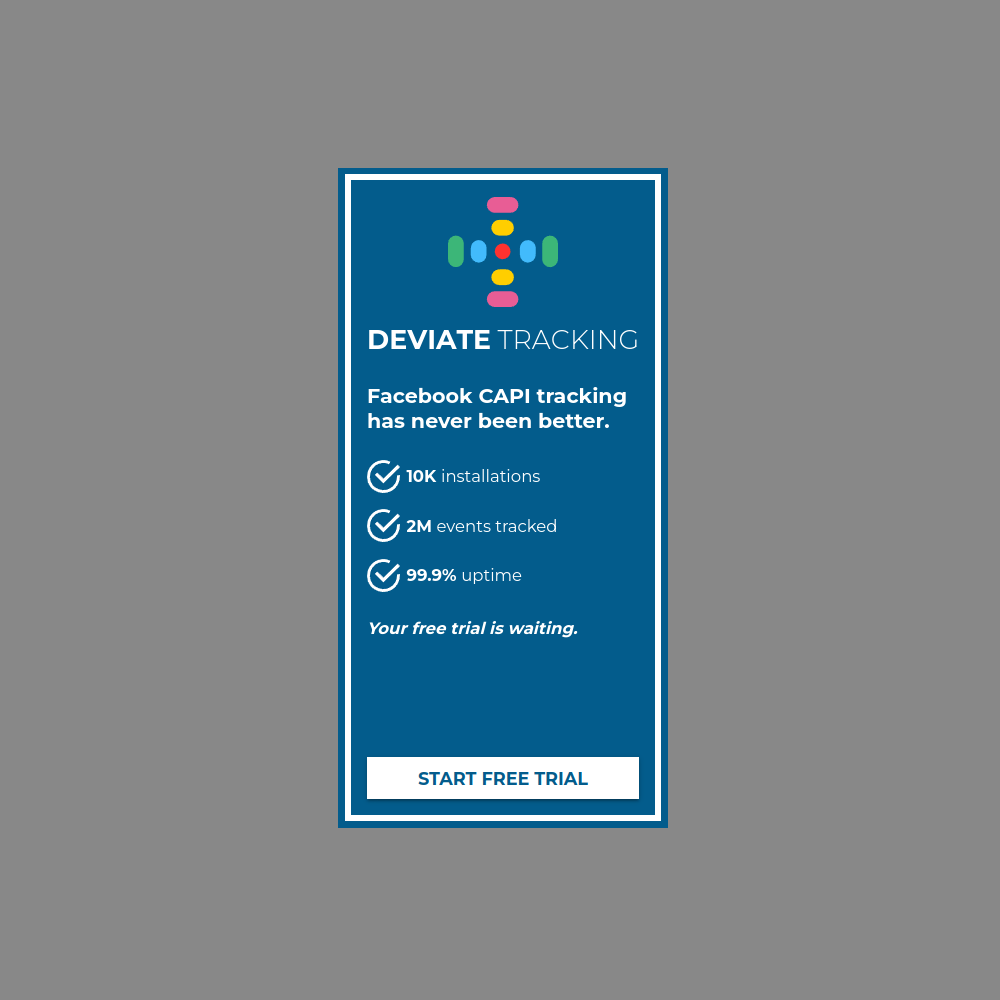 DEVIATE TRACKING
Facebook CAPI tracking
has never been better.
10K installations
2M events tracked
99.9% uptime
Your free trial is waiting.
START FREE TRIAL